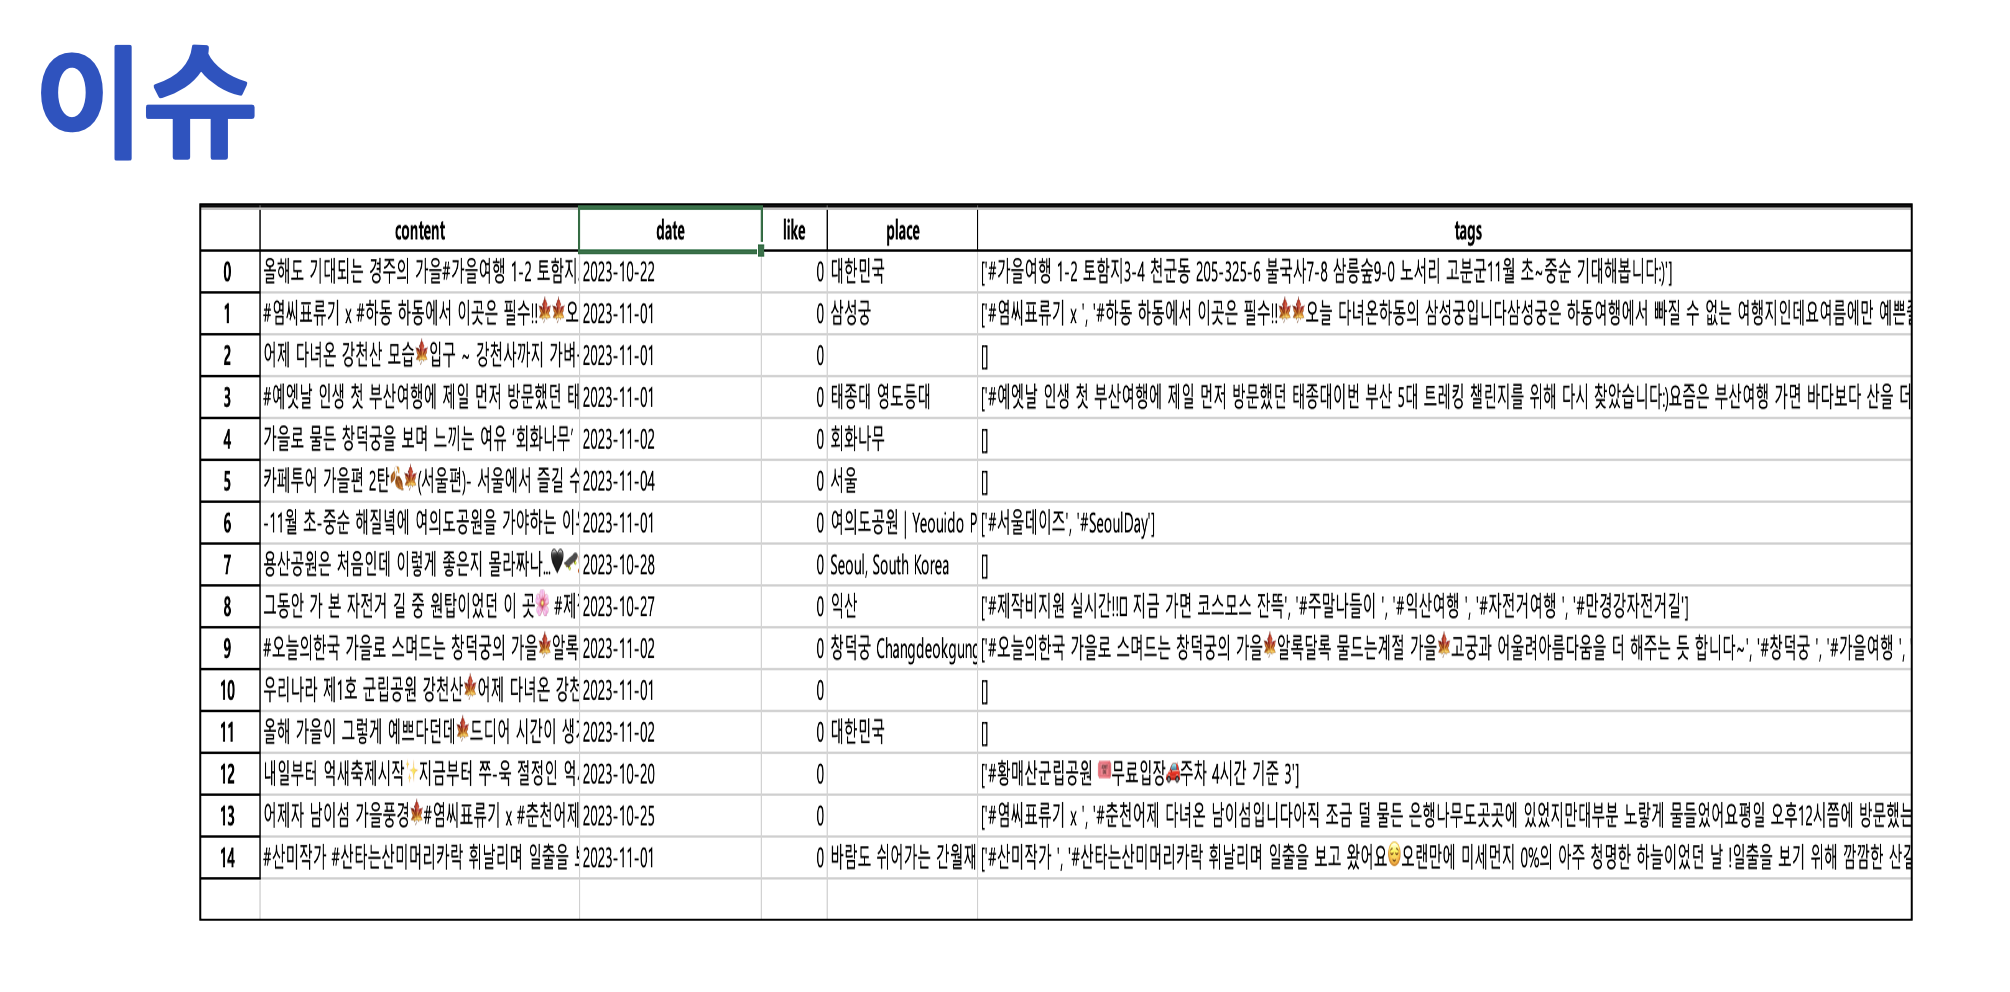 이슈
content date like place tags
0 올해도 기대되는 경주의 가을#가을여행 1-2 토함지 2023-10-22 0 대한민국 ['#가을여행 1-2 토함지3-4 천군동 205-325-6 불국사7-8 삼릉숲9-0 노서리 고분군11월 초~중순 기대해봅니다:)']
1 #염씨표류기 x #하동 하동에서 이곳은 필수!!🍁🍁오 2023-11-01 0 삼성궁 ['#염씨표류기 x ', '#하동 하동에서 이곳은 필수!!🍁🍁오늘 다녀온하동의 삼성궁입니다삼성궁은 하동여행에서 빠질 수 없는 여행지인데요여름에만 예쁜줄
2 어제 다녀온 강천산 모습🍁입구 ~ 강천사까지 가벼 2023-11-01 0 []
3 #예엣날 인생 첫 부산여행에 제일 먼저 방문했던 태 2023-11-01 0 태종대 영도등대 ['#예엣날 인생 첫 부산여행에 제일 먼저 방문했던 태종대이번 부산 5대 트레킹 챌린지를 위해 다시 찾았습니다:)요즘은 부산여행 가면 바다보다 산을 더
4 가을로 물든 창덕궁을 보며 느끼는 여유 ‘회화나무’ 2023-11-02 0 회화나무 []
5 카페투어 가을편 2탄🍂🍁(서울편)- 서울에서 즐길 수 2023-11-04 0 서울 []
6 -11월 초-중순 해질녘에 여의도공원을 가야하는 이 2023-11-01 0 여의도공원 | Yeouido P ['#서울데이즈', '#SeoulDay']
7 용산공원은 처음인데 이렇게 좋은지 몰라짜나...🖤 2023-10-28 0 Seoul, South Korea []
8 그동안 가 본 자전거 길 중 원탑이었던 이 곳🌸 #제 2023-10-27 0 익산 ['#제작비지원 실시간!!▯ 지금 가면 코스모스 잔뜩', '#주말나들이 ', '#익산여행 ', '#자전거여행 ', '#만경강자전거길']
9 #오늘의한국 가을로 스며드는 창덕궁의 가을🍁알록 2023-11-02 0 창덕궁 Changdeokgung ['#오늘의한국 가을로 스며드는 창덕궁의 가을🍁알록달록 물드는계절 가을🍁고궁과 어울려아름다움을 더 해주는 듯 합니다~', '#창덕궁 ', '#가을여행 ', '
10 우리나라 제1호 군립공원 강천산🍁어제 다녀온 강천 2023-11-01 0 []
11 올해 가을이 그렇게 예쁘다던데🍁드디어 시간이 생 2023-11-02 0 대한민국 []
12 내일부터 억새축제시작✨지금부터 쭈-욱 절정인 억 2023-10-20 0 ['#황매산군립공원 🎟무료입장🚗주차 4시간 기준 3']
13 어제자 남이섬 가을풍경🍁#염씨표류기 x #춘천어제 2023-10-25 0 ['#염씨표류기 x ', '#춘천어제 다녀온 남이섬입니다아직 조금 덜 물든 은행나무도곳곳에 있었지만대부분 노랗게 물들었어요평일 오후12시쯤에 방문했는
14 #산미작가 #산타는산미머리카락 휘날리며 일출을 보 2023-11-01 0 바람도 쉬어가는 간월재 ['#산미작가 ', '#산타는산미머리카락 휘날리며 일출을 보고 왔어요😌오랜만에 미세먼지 0%의 아주 청명한 하늘이었던 날 !일출을 보기 위해 깜깜한 산길